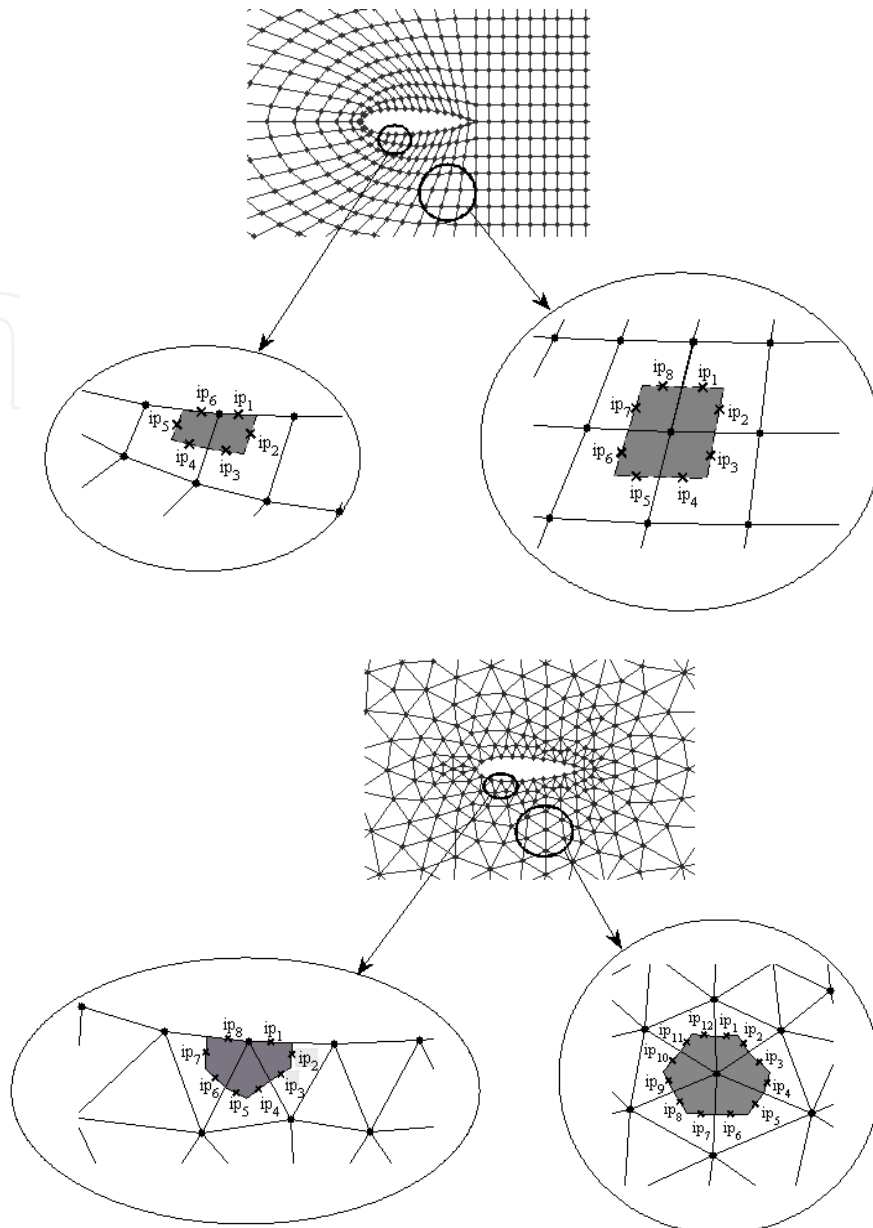 ip₈ ip₁
ip₇ ip₂
ip₆ ip₃
ip₅ ip₄
ip₆ ip₁
ip₅ ip₂
ip₄ ip₃
ip₁₂ ip₁
ip₁₁ ip₂
ip₁₀ ip₃
ip₉ ip₄
ip₈ ip₅
ip₇ ip₆
ip₈ ip₁
ip₇ ip₂
ip₆ ip₃
ip₅ ip₄